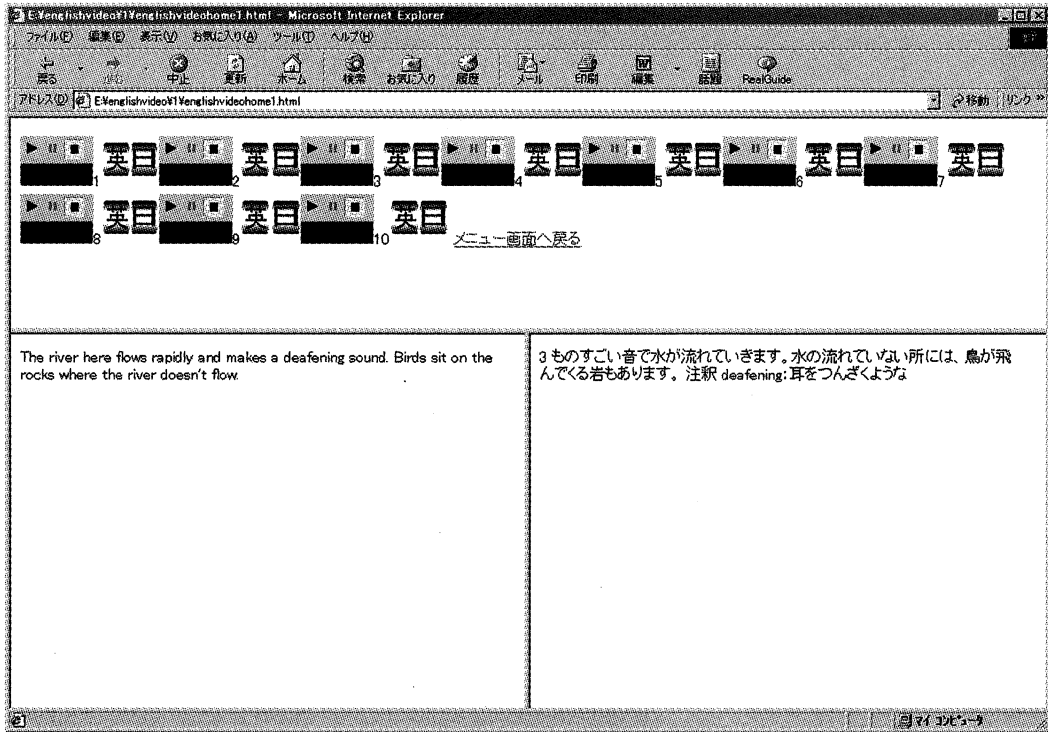 E:¥englishvideo¥1¥englishvideohome1.html - Microsoft Internet Explorer
ファイル(F) 編集(E) 表示(V) お気に入り(A) ツール(T) ヘルプ(H)
戻る 進む 中止 更新 ホーム 検索 お気に入り 履歴 メール 印刷 編集 話題 RealGuide
アドレス(D) E:¥englishvideo¥1¥englishvideohome1.html 移動 リンク »
1 英日 2 英日 3 英日 4 英日 5 英日 6 英日 7 英日
8 英日 9 英日 10 英日 メニュー画面へ戻る
The river here flows rapidly and makes a deafening sound. Birds sit on the
rocks where the river doesn't flow.
3 ものすごい音で水が流れていきます。水の流れていない所には、鳥が飛
んでくる岩もあります。 注釈 deafening:耳をつんざくような
マイ コンピュータ